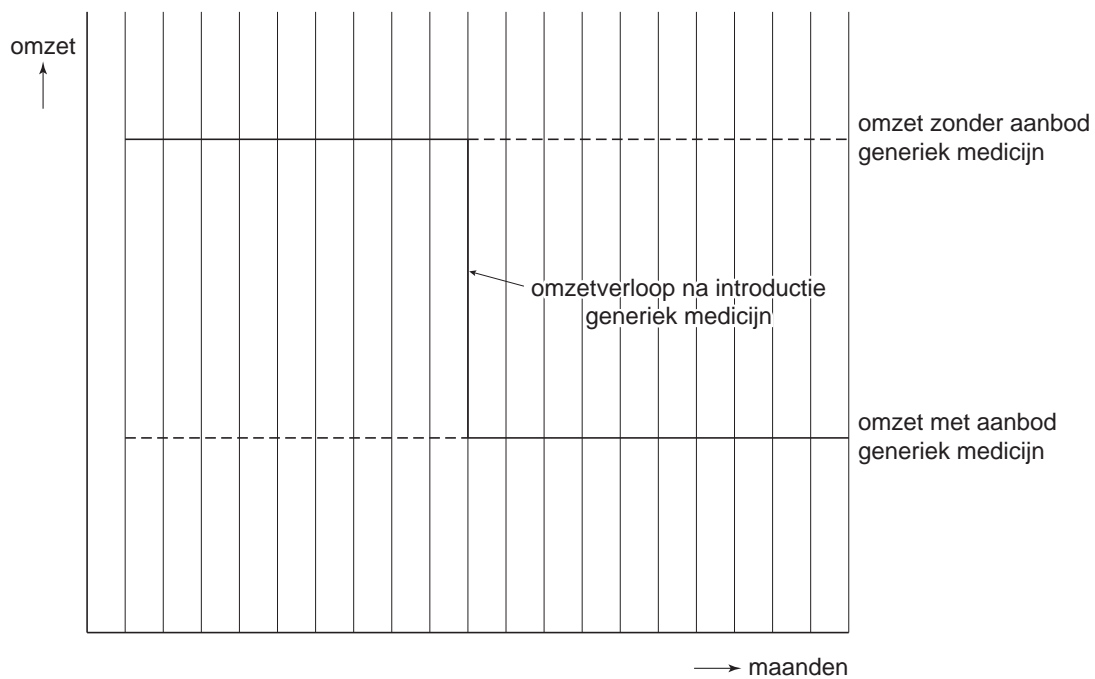 omzet
omzet zonder aanbod
generiek medicijn
omzetverloop na introductie
generiek medicijn
omzet met aanbod
generiek medicijn
maanden